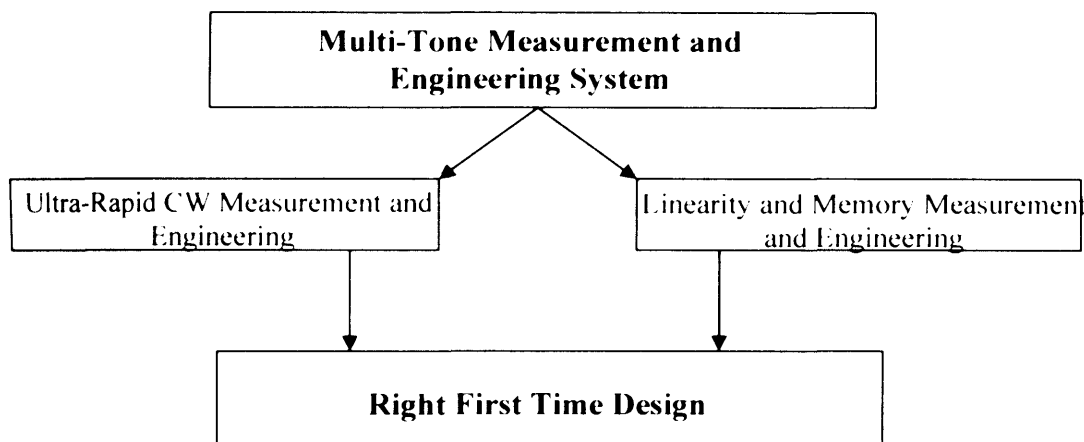 Multi-Tone Measurement and
Engineering System
Ultra-Rapid CW Measurement and
Engineering
Linearity and Memory Measurement
and Engineering
Right First Time Design